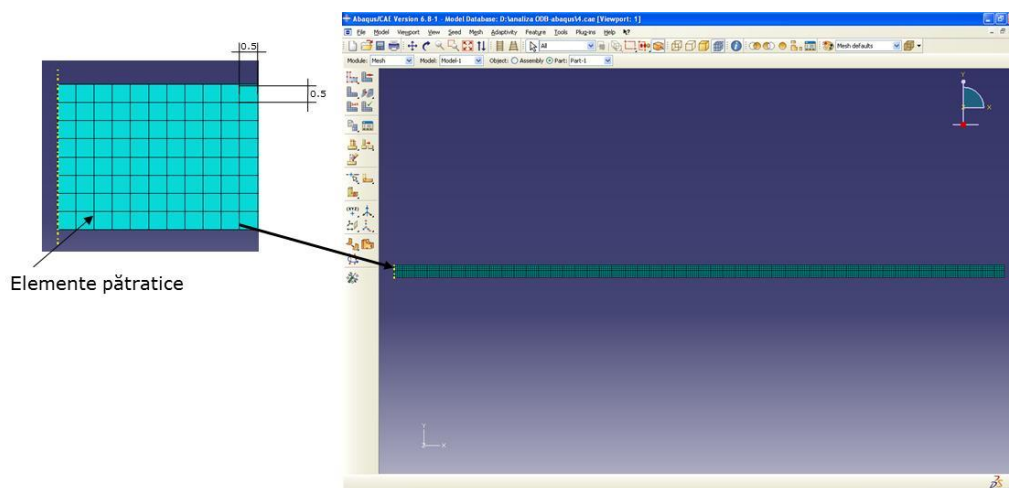 0.5
0.5
Elemente pătratice
Abaqus/CAE Version 6.8-1 - Model Database: D:\analiza ODB-abaqus\4.cae [Viewport: 1]
File Model Viewport View Seed Mesh Adaptivity Feature Tools Plug-ins Help
All
Mesh defaults
Module: Mesh Model: Model-1 Object: Assembly Part: Part-1
Y
X
Y
X